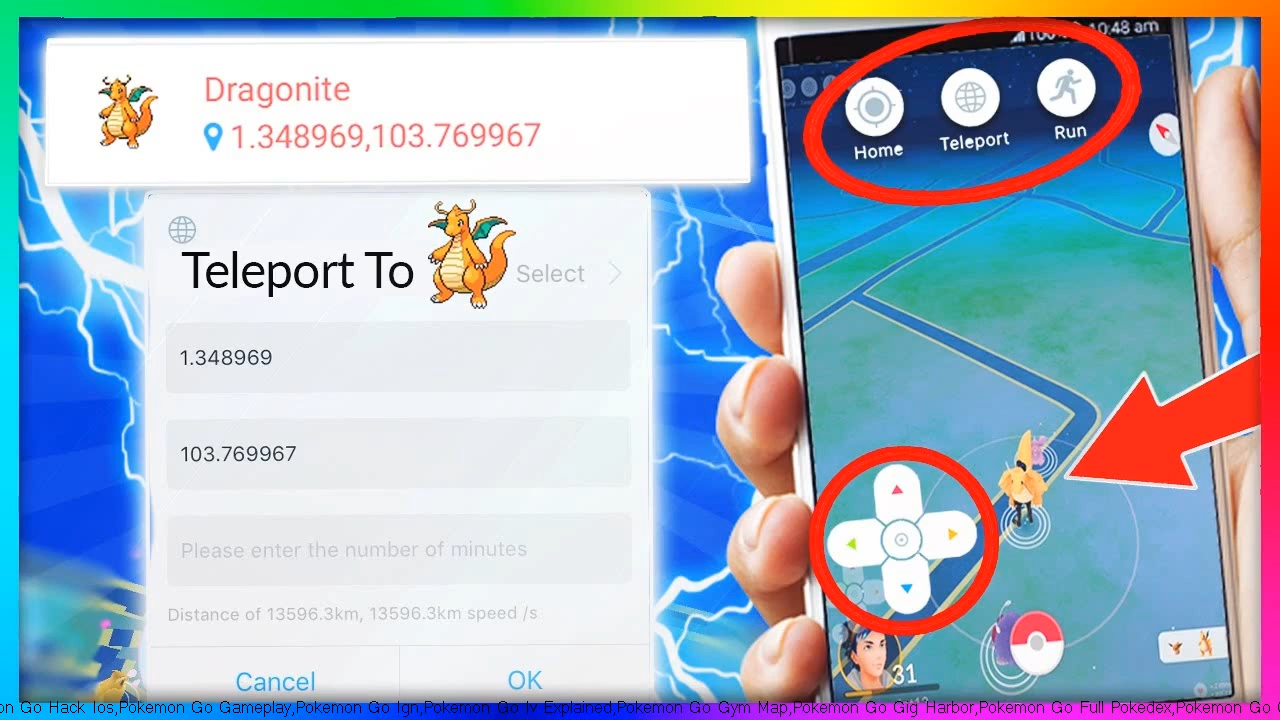 Dragonite
1.348969,103.769967
Teleport To
Select
1.348969
103.769967
Please enter the number of minutes
Distance of 13596.3km, 13596.3km speed /s
Cancel
OK
10:48 am
Home
Teleport
Run
31
on Go Hack Ios,Pokemon Go Gameplay,Pokemon Go Ign,Pokemon Go Iv Explained,Pokemon Go Gym Map,Pokemon Go Gig Harbor,Pokemon Go Full Pokedex,Pokemon Go